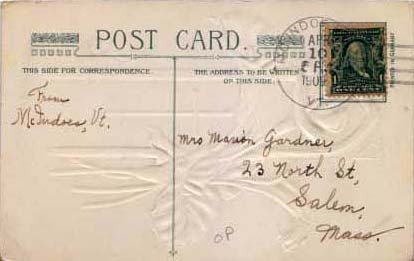 POST CARD.
THIS SIDE FOR CORRESPONDENCE.
THE ADDRESS TO BE WRITTEN
ON THIS SIDE.
From
McIndoes, Vt.
Mrs Marion Gardner,
23 North St,
Salem,
Mass.
OP